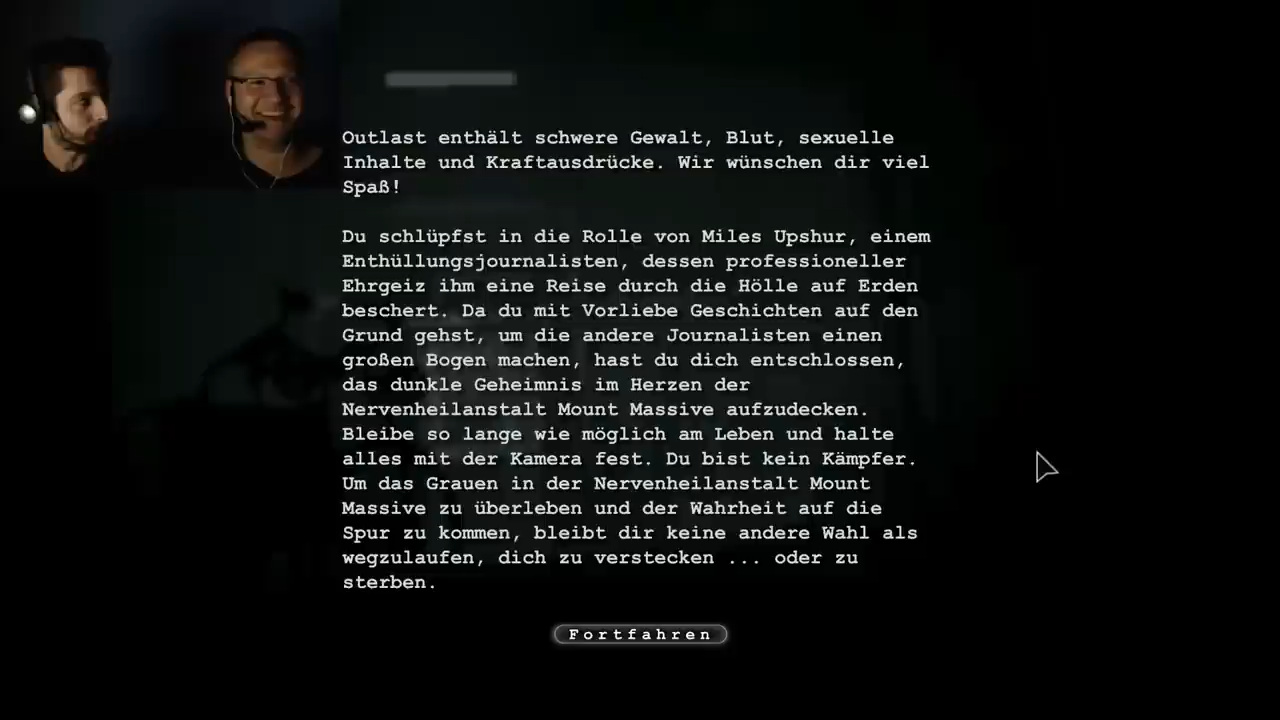 Outlast enthält schwere Gewalt, Blut, sexuelle
Inhalte und Kraftausdrücke. Wir wünschen dir viel
Spaß!
Du schlüpfst in die Rolle von Miles Upshur, einem
Enthüllungsjournalisten, dessen professioneller
Ehrgeiz ihm eine Reise durch die Hölle auf Erden
beschert. Da du mit Vorliebe Geschichten auf den
Grund gehst, um die andere Journalisten einen
großen Bogen machen, hast du dich entschlossen,
das dunkle Geheimnis im Herzen der
Nervenheilanstalt Mount Massive aufzudecken.
Bleibe so lange wie möglich am Leben und halte
alles mit der Kamera fest. Du bist kein Kämpfer.
Um das Grauen in der Nervenheilanstalt Mount
Massive zu überleben und der Wahrheit auf die
Spur zu kommen, bleibt dir keine andere Wahl als
wegzulaufen, dich zu verstecken ... oder zu
sterben.
Fortfahren